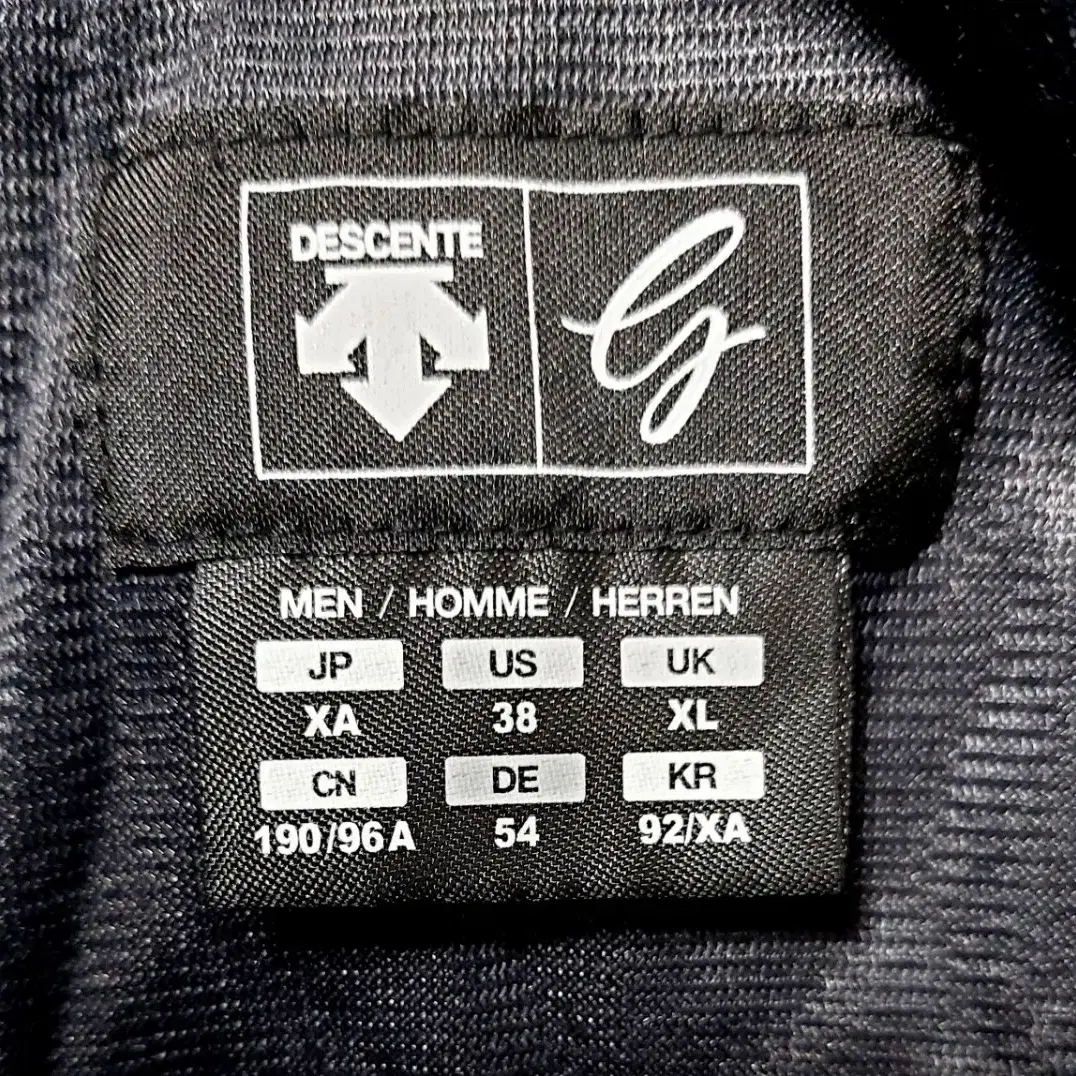 DESCENTE
G
MEN / HOMME / HERREN
JP US UK
XA 38 XL
CN DE KR
190/96A 54 92/XA